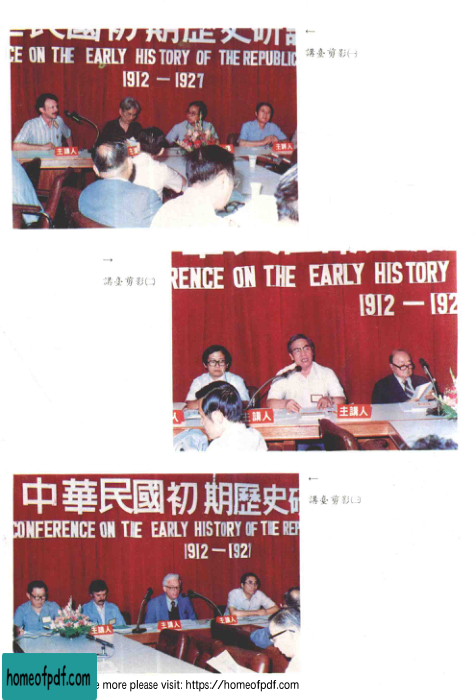 民國初期歷史研
CE ON THE EARLY HISTORY OF THE REPUBLIC
1912 — 1927
主講人
主講人
←
講臺剪影㈠
→
講臺剪影㈡
RENCE ON THE EARLY HISTORY
1912 — 192
主講人
主講人
←
講臺剪影㈢
中華民國初期歷史研
CONFERENCE ON THE EARLY HISTORY OF THE REP
1912 — 1927
主講人
主講人
主講人
homeofpdf.com
e more please visit: https://homeofpdf.com